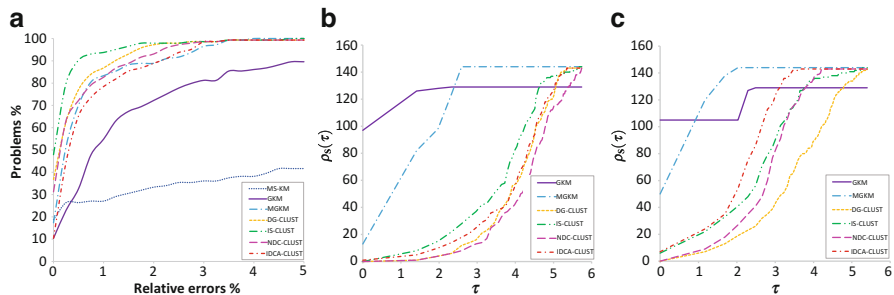 a
100
90
80
70
60
50
40
30
20
10
0
Problems %
0 1 2 3 4 5
Relative errors %
MS-KM
GKM
MGKM
DG-CLUST
IS-CLUST
NDC-CLUST
IDCA-CLUST
b
160
140
120
100
80
60
40
20
0
ρs(τ)
0 1 2 3 4 5 6
τ
GKM
MGKM
DG-CLUST
IS-CLUST
NDC-CLUST
IDCA-CLUST
c
160
140
120
100
80
60
40
20
0
ρs(τ)
0 1 2 3 4 5 6
τ
GKM
MGKM
DG-CLUST
IS-CLUST
NDC-CLUST
IDCA-CLUST